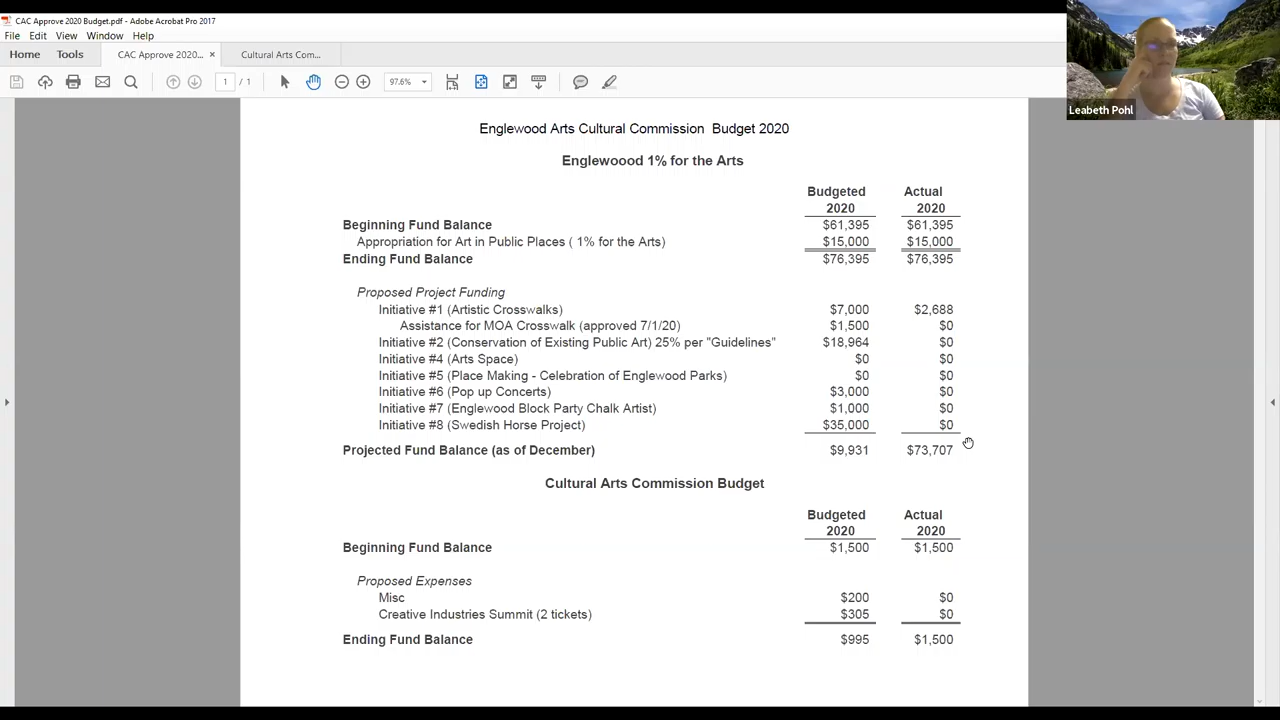 CAC Approve 2020 Budget.pdf - Adobe Acrobat Pro 2017
File Edit View Window Help
Home Tools CAC Approve 2020... × Cultural Arts Com...
1 / 1 97.6%
Leabeth Pohl
Englewood Arts Cultural Commission Budget 2020
Englewoood 1% for the Arts
Budgeted Actual
2020 2020
Beginning Fund Balance $61,395 $61,395
Appropriation for Art in Public Places ( 1% for the Arts) $15,000 $15,000
Ending Fund Balance $76,395 $76,395
Proposed Project Funding
Initiative #1 (Artistic Crosswalks) $7,000 $2,688
Assistance for MOA Crosswalk (approved 7/1/20) $1,500 $0
Initiative #2 (Conservation of Existing Public Art) 25% per "Guidelines" $18,964 $0
Initiative #4 (Arts Space) $0 $0
Initiative #5 (Place Making - Celebration of Englewood Parks) $0 $0
Initiative #6 (Pop up Concerts) $3,000 $0
Initiative #7 (Englewood Block Party Chalk Artist) $1,000 $0
Initiative #8 (Swedish Horse Project) $35,000 $0
Projected Fund Balance (as of December) $9,931 $73,707
Cultural Arts Commission Budget
Budgeted Actual
2020 2020
Beginning Fund Balance $1,500 $1,500
Proposed Expenses
Misc $200 $0
Creative Industries Summit (2 tickets) $305 $0
Ending Fund Balance $995 $1,500